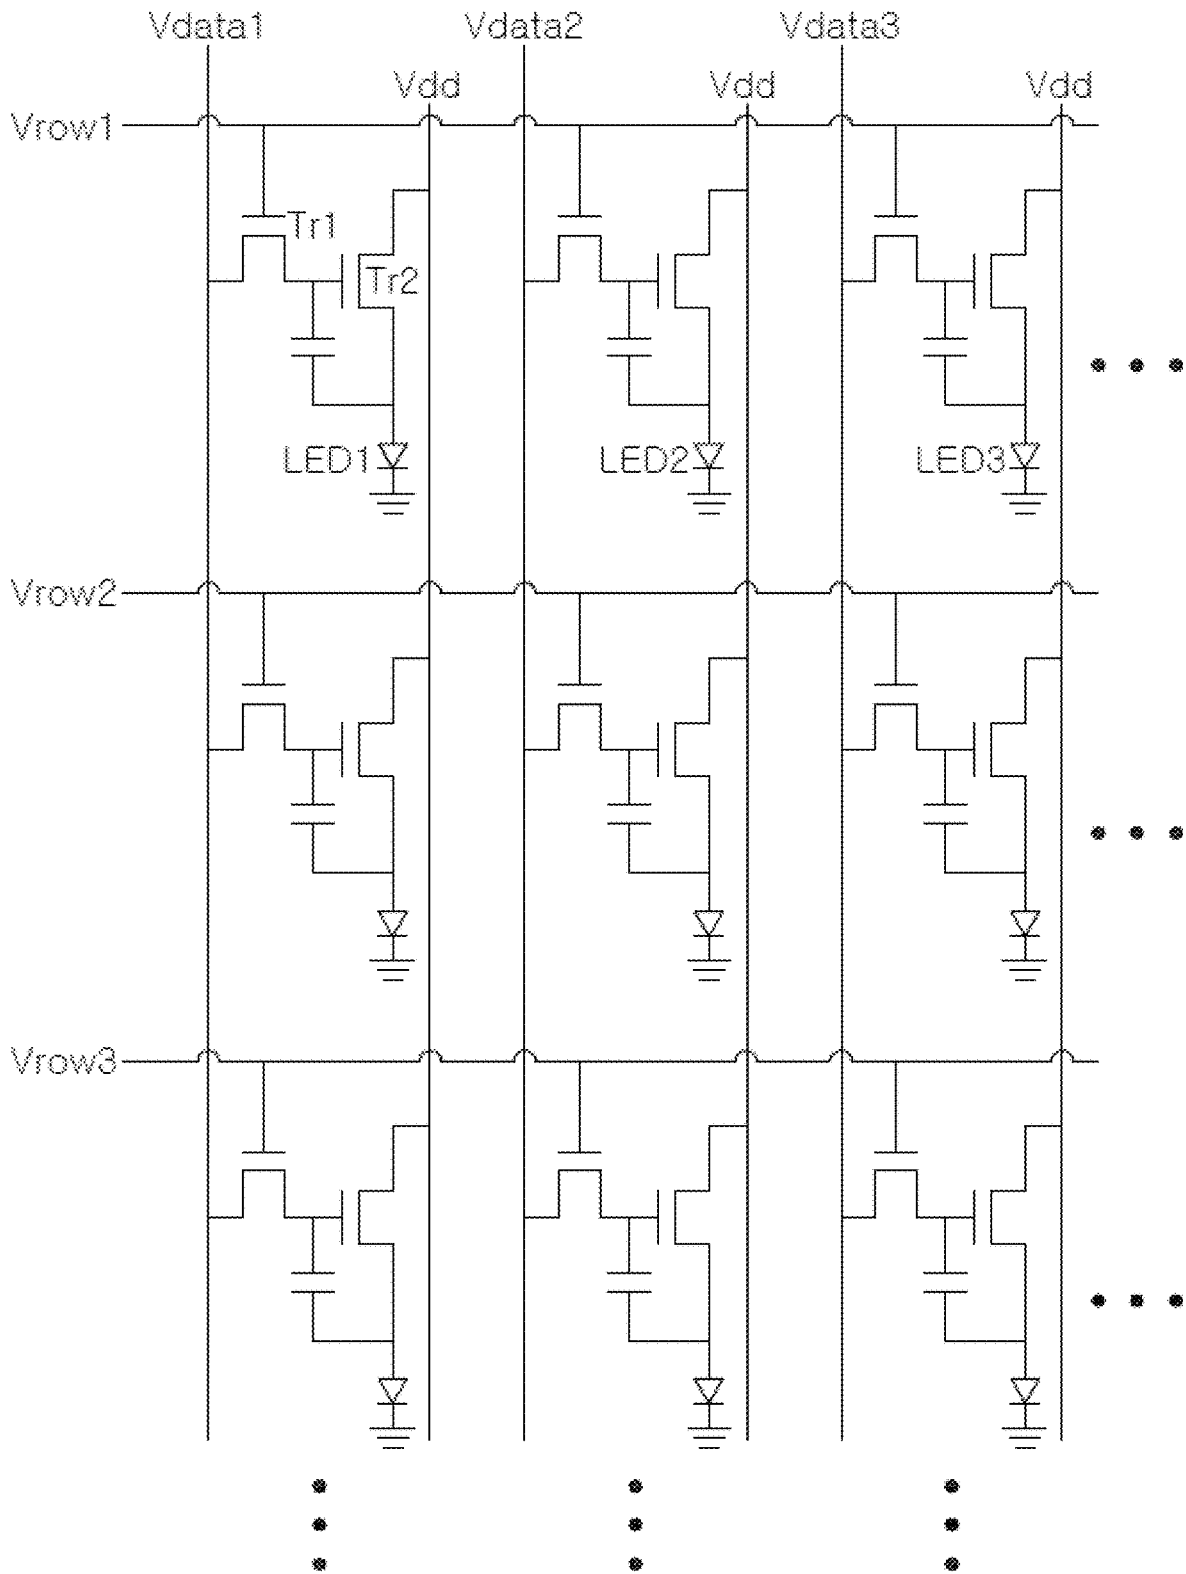 Vdata1 Vdata2 Vdata3
Vdd Vdd Vdd
Vrow1
Tr1
Tr2
LED1 LED2 LED3
Vrow2
Vrow3